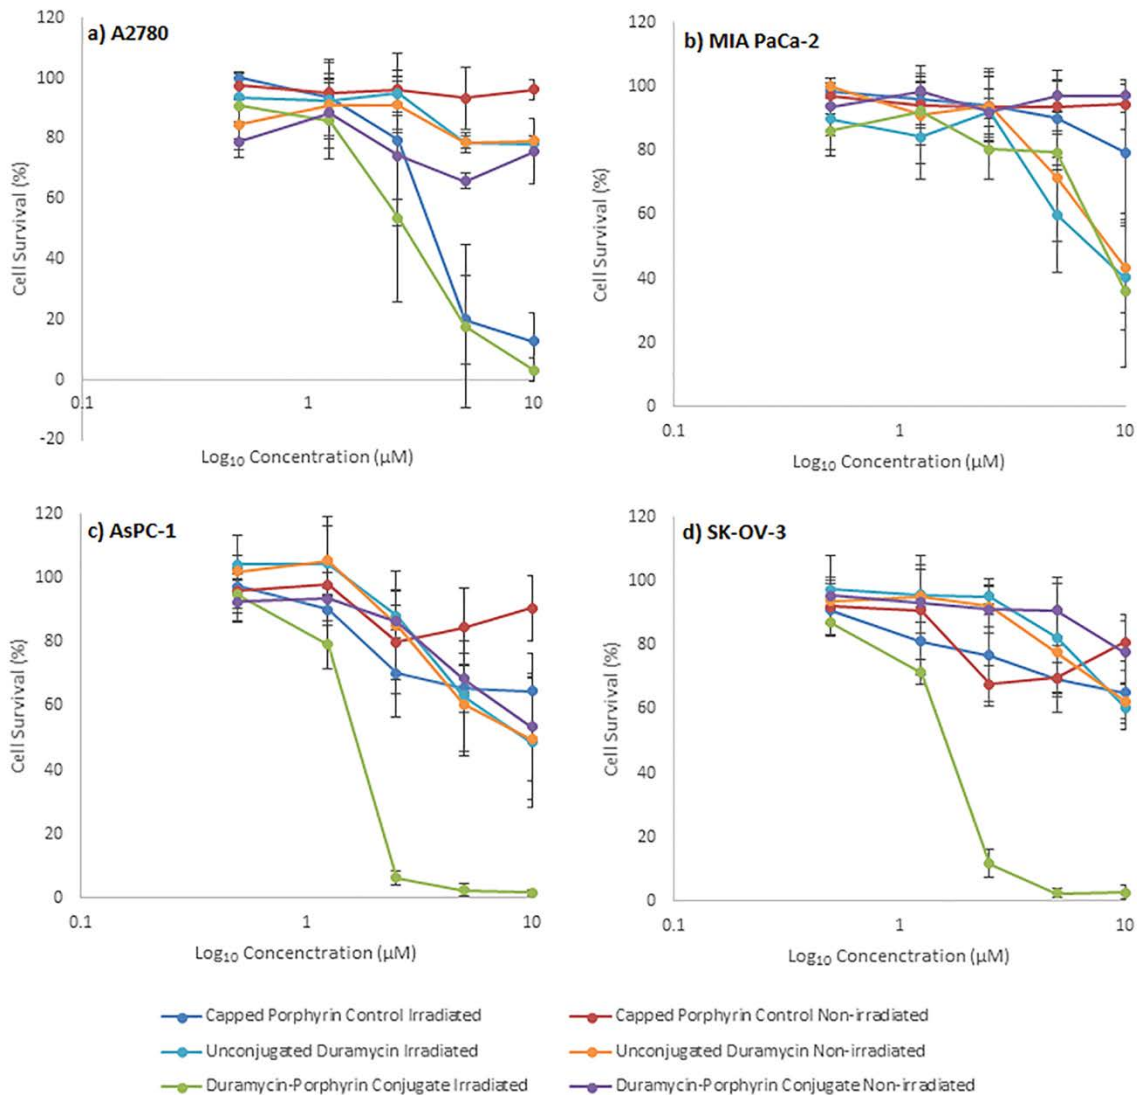 a) A2780
120
100
80
60
40
20
0
-20
0.1
1
10
Cell Survival (%)
Log₁₀ Concentration (µM)
b) MIA PaCa-2
120
100
80
60
40
20
0
0.1
1
10
Cell Survival (%)
Log₁₀ Concentration (µM)
c) AsPC-1
120
100
80
60
40
20
0
0.1
1
10
Cell Survival (%)
Log₁₀ Concenctration (µM)
d) SK-OV-3
120
100
80
60
40
20
0
0.1
1
10
Cell Survival (%)
Log₁₀ Concenctration (µM)
Capped Porphyrin Control Irradiated
Capped Porphyrin Control Non-irradiated
Unconjugated Duramycin Irradiated
Unconjugated Duramycin Non-irradiated
Duramycin-Porphyrin Conjugate Irradiated
Duramycin-Porphyrin Conjugate Non-irradiated